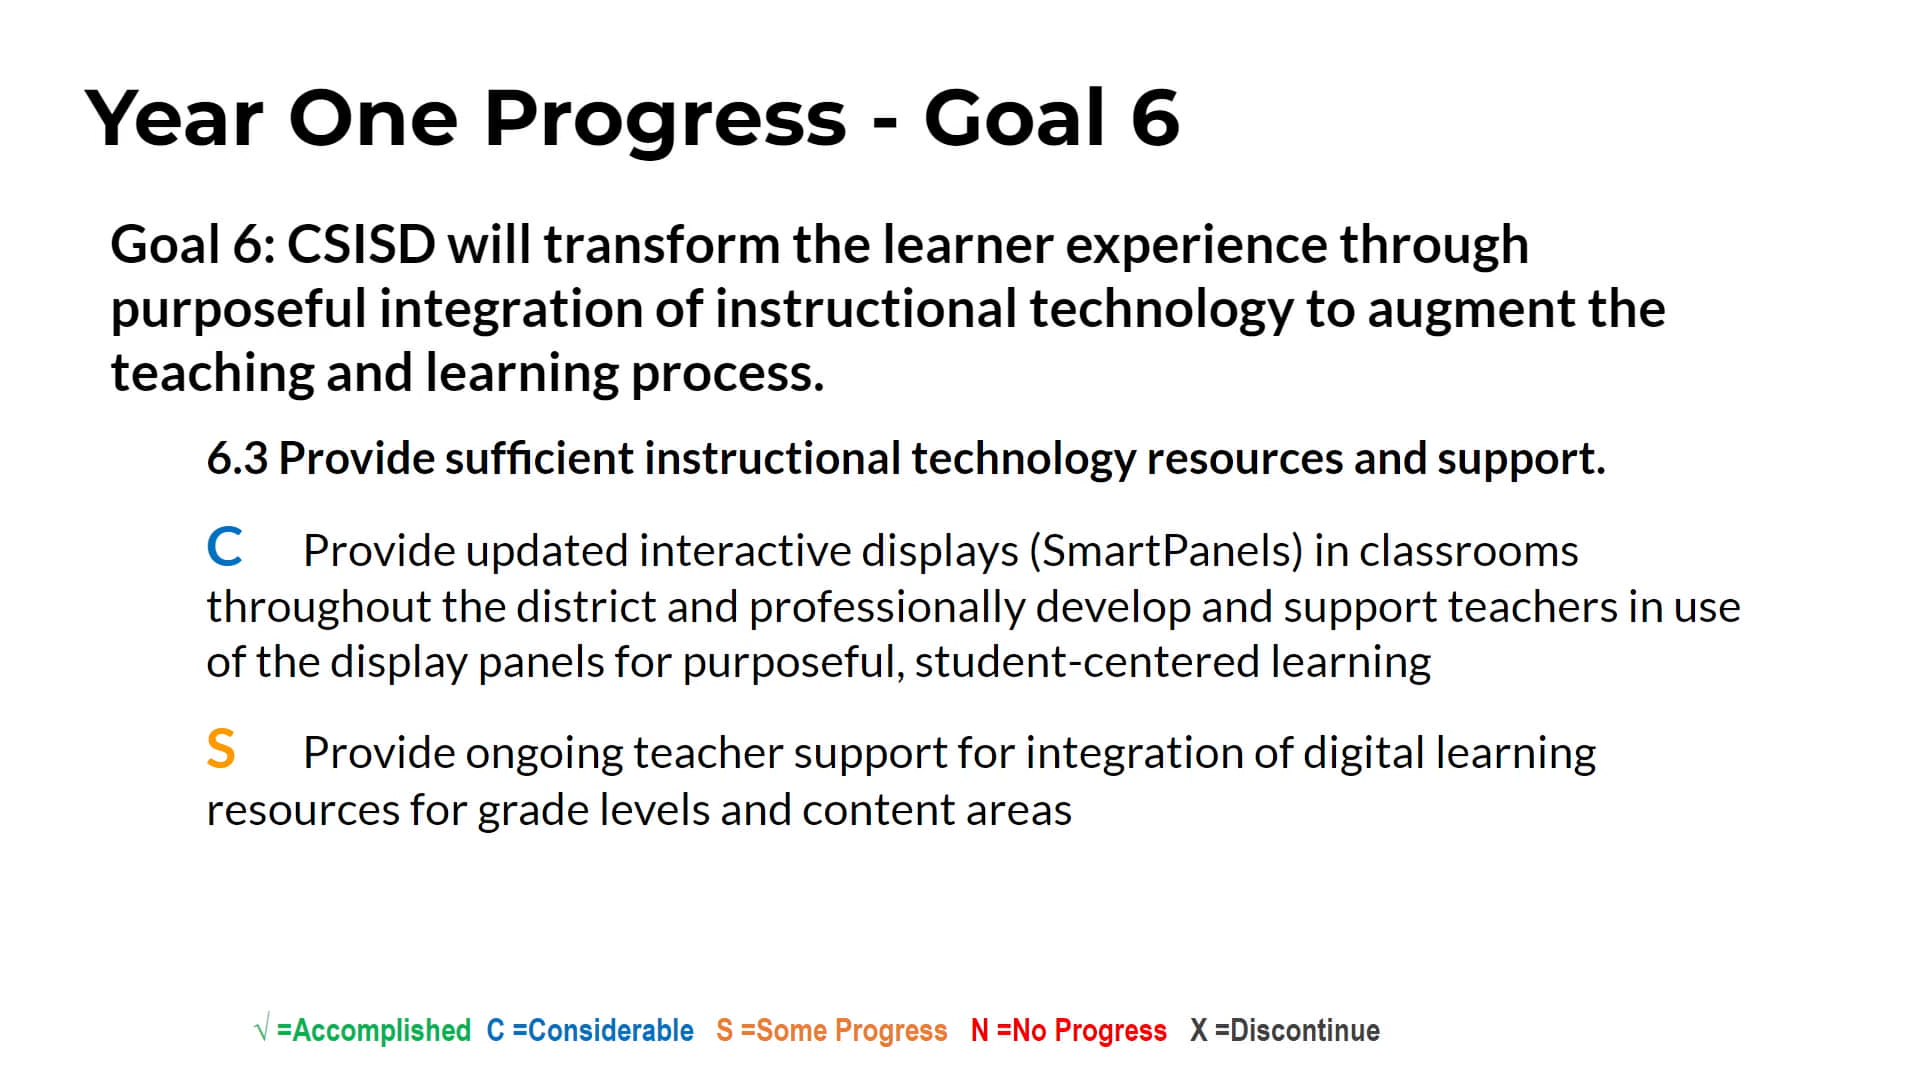 Year One Progress - Goal 6
Goal 6: CSISD will transform the learner experience through
purposeful integration of instructional technology to augment the
teaching and learning process.
6.3 Provide sufficient instructional technology resources and support.
C Provide updated interactive displays (SmartPanels) in classrooms
throughout the district and professionally develop and support teachers in use
of the display panels for purposeful, student-centered learning
S Provide ongoing teacher support for integration of digital learning
resources for grade levels and content areas
√ =Accomplished C =Considerable S =Some Progress N =No Progress X =Discontinue